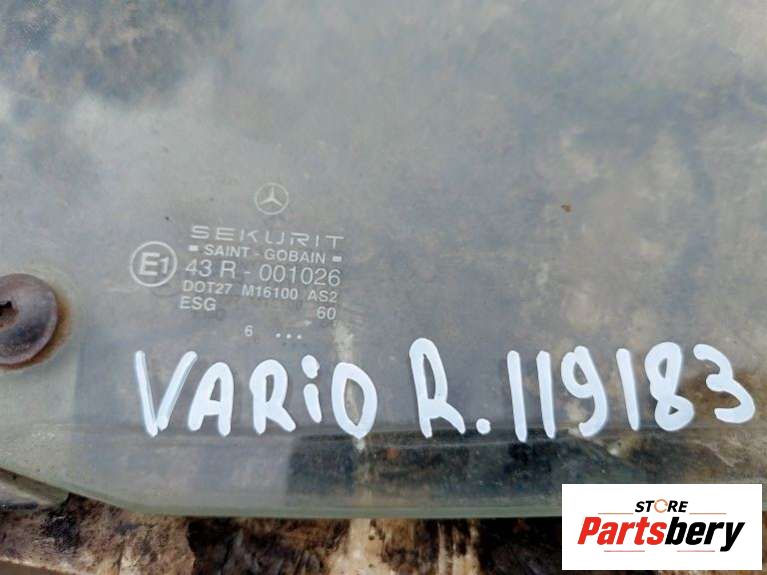 SEKURIT
SAINT - GOBAIN
E1
43 R - 001026
DOT27 M16100 AS2
ESG 60
6 ...
VARIO R. 119183
STORE
Partsbery